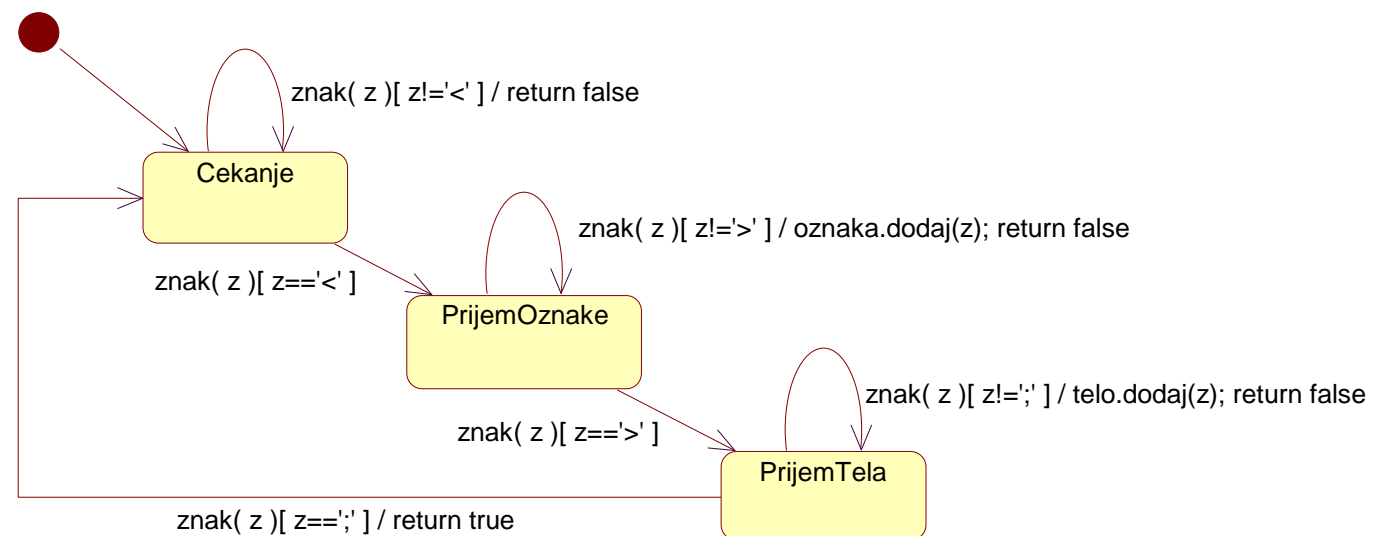 znak( z )[ z!='<' ] / return false
Cekanje
znak( z )[ z!='>' ] / oznaka.dodaj(z); return false
znak( z )[ z=='<' ]
PrijemOznake
znak( z )[ z!=';' ] / telo.dodaj(z); return false
znak( z )[ z=='>' ]
PrijemTela
znak( z )[ z==';' ] / return true